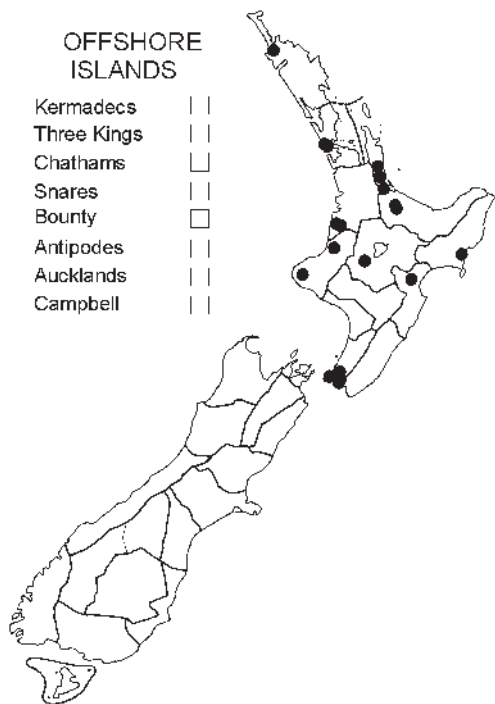 OFFSHORE
ISLANDS
Kermadecs
Three Kings
Chathams
Snares
Bounty
Antipodes
Aucklands
Campbell